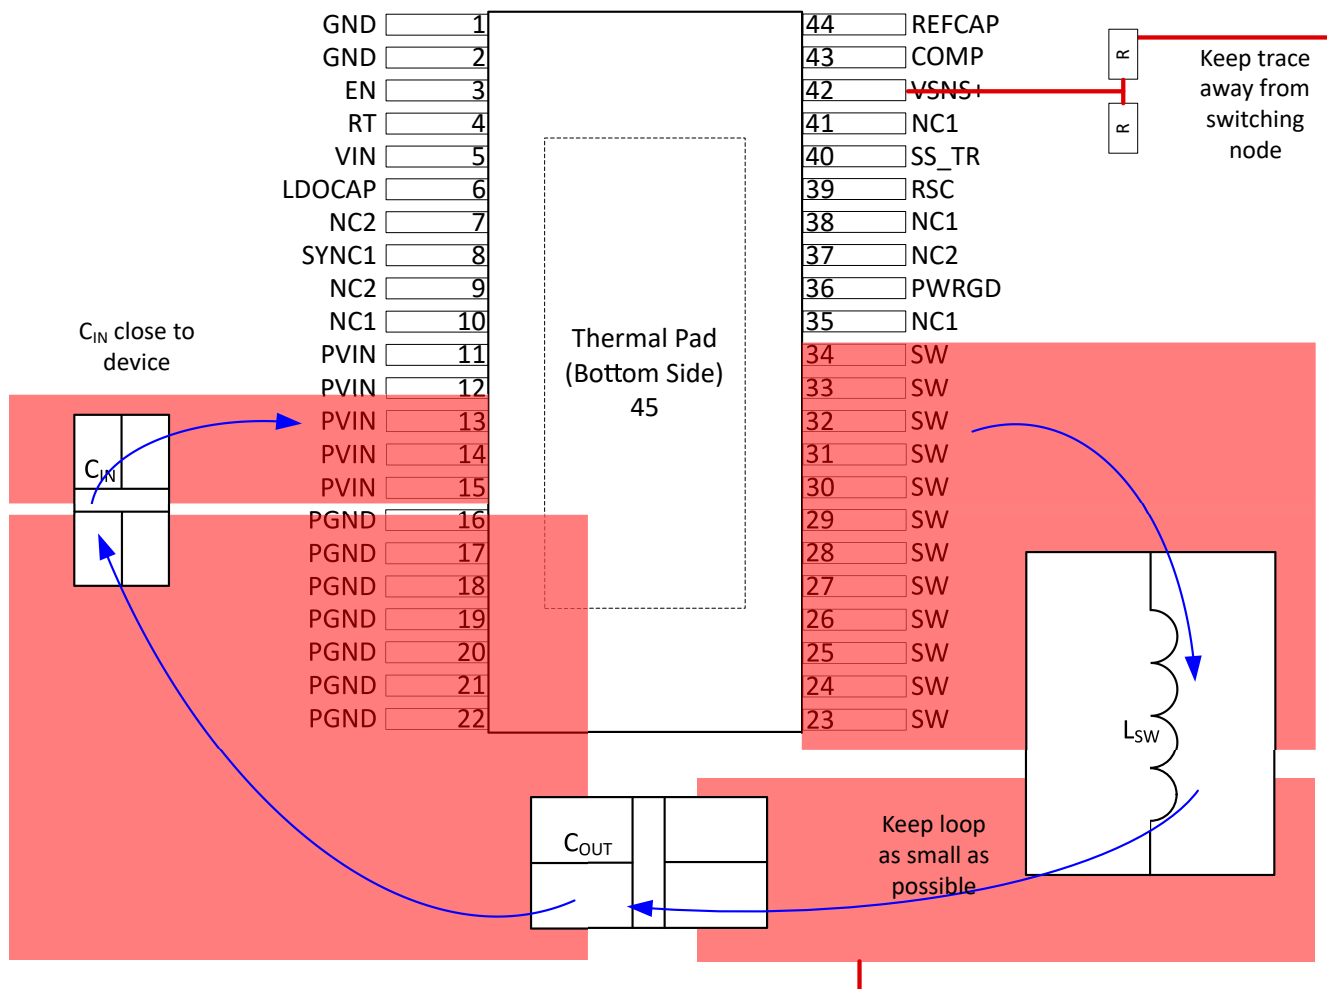 GND 1
GND 2
EN 3
RT 4
VIN 5
LDOCAP 6
NC2 7
SYNC1 8
NC2 9
NC1 10
PVIN 11
PVIN 12
PVIN 13
PVIN 14
PVIN 15
PGND 16
PGND 17
PGND 18
PGND 19
PGND 20
PGND 21
PGND 22
44 REFCAP
43 COMP
42 VSNS+
41 NC1
40 SS_TR
39 RSC
38 NC1
37 NC2
36 PWRGD
35 NC1
34 SW
33 SW
32 SW
31 SW
30 SW
29 SW
28 SW
27 SW
26 SW
25 SW
24 SW
23 SW
Thermal Pad
(Bottom Side)
45
R
R
Keep trace
away from
switching
node
CIN close to
device
CIN
LSW
COUT
Keep loop
as small as
possible